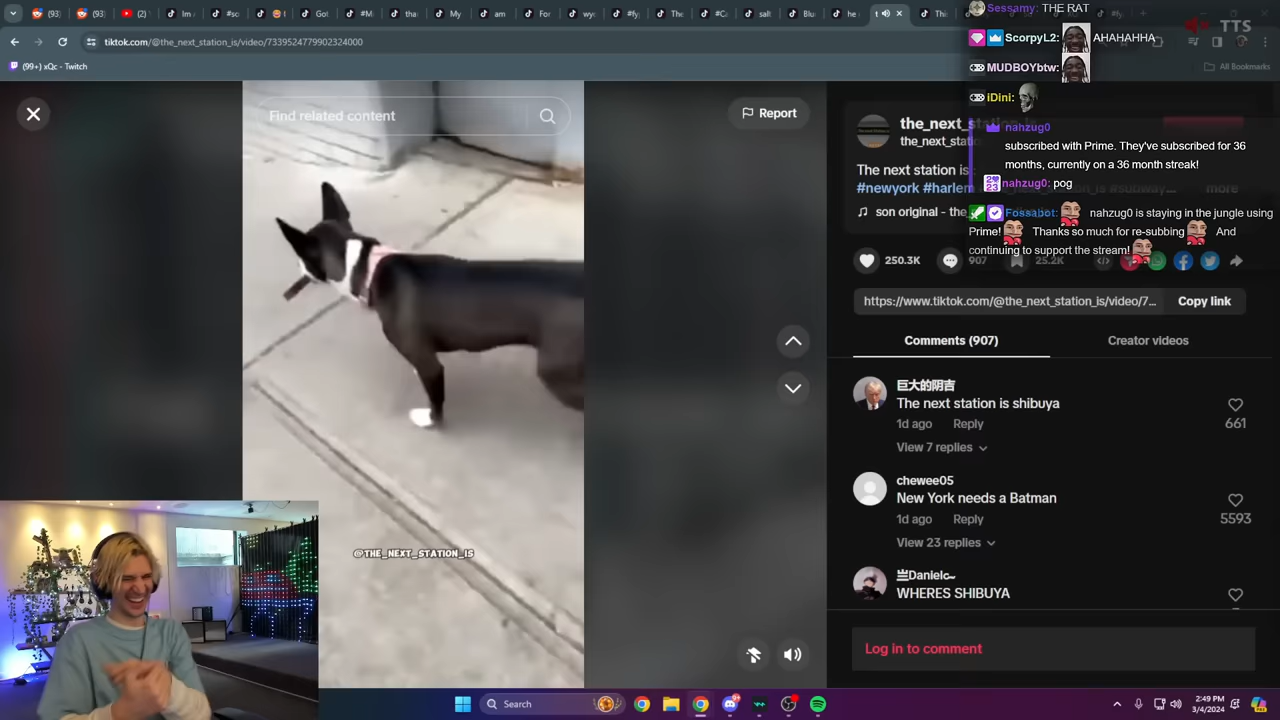 tiktok.com/@the_next_station_is/video/7339524779902324000
(99+) xQc - Twitch
All Bookmarks
Sessamy: THE RAT
TTS
ScorpyL2: AHAHAHHA
MUDBOYbtw:
iDini:
nahzug0
subscribed with Prime. They've subscribed for 36
months, currently on a 36 month streak!
nahzug0: pog
Fossabot: nahzug0 is staying in the jungle using
Prime! Thanks so much for re-subbing And
continuing to support the stream!
Find related content
Report
@THE_NEXT_STATION_IS
the_next_s
the_next_stati
The next station is
#newyork #harlem
more
son original - the
250.3K
907
25.2K
https://www.tiktok.com/@the_next_station_is/video/7...
Copy link
Comments (907)
Creator videos
巨大的阴吉
The next station is shibuya
1d ago Reply
661
View 7 replies
chewee05
New York needs a Batman
1d ago Reply
5593
View 23 replies
WHERES SHIBUYA
Log in to comment
Search
2:49 PM
3/4/2024